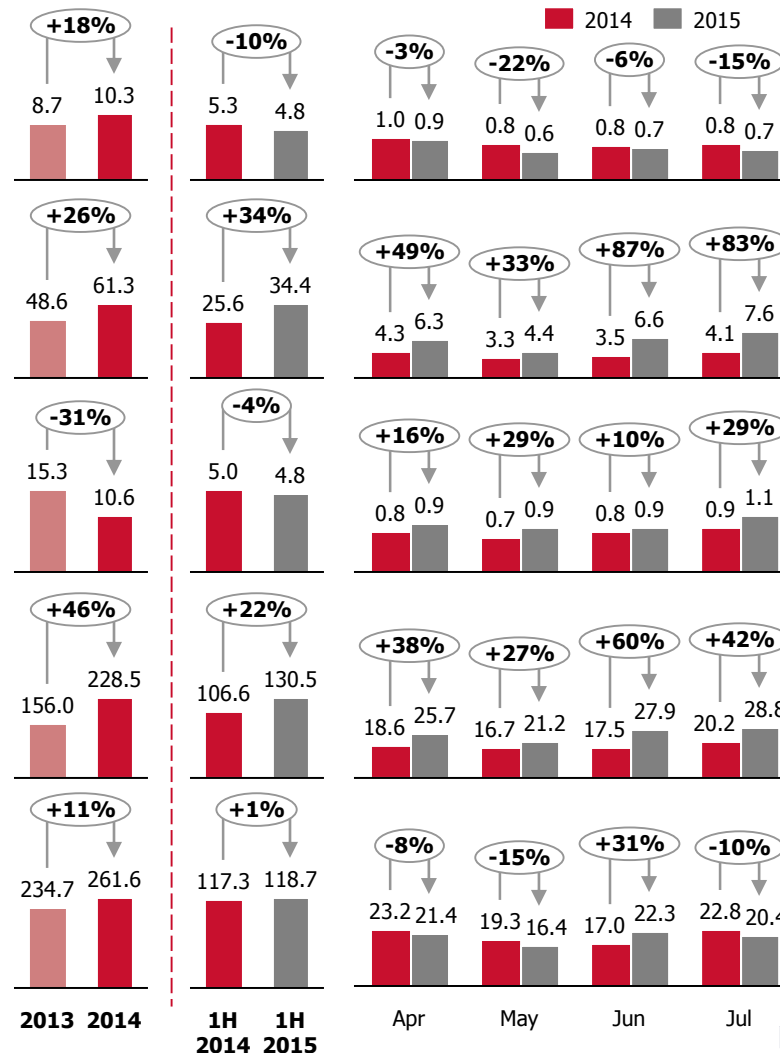 2014 2015
+18% -10% -3% -22% -6% -15%
8.7 10.3 5.3 4.8 1.0 0.9 0.8 0.6 0.8 0.7 0.8 0.7
+26% +34% +49% +33% +87% +83%
48.6 61.3 25.6 34.4 4.3 6.3 3.3 4.4 3.5 6.6 4.1 7.6
-31% -4% +16% +29% +10% +29%
15.3 10.6 5.0 4.8 0.8 0.9 0.7 0.9 0.8 0.9 0.9 1.1
+46% +22% +38% +27% +60% +42%
156.0 228.5 106.6 130.5 18.6 25.7 16.7 21.2 17.5 27.9 20.2 28.8
+11% +1% -8% -15% +31% -10%
234.7 261.6 117.3 118.7 23.2 21.4 19.3 16.4 17.0 22.3 22.8 20.4
2013 2014 1H 1H Apr May Jun Jul
2014 2015